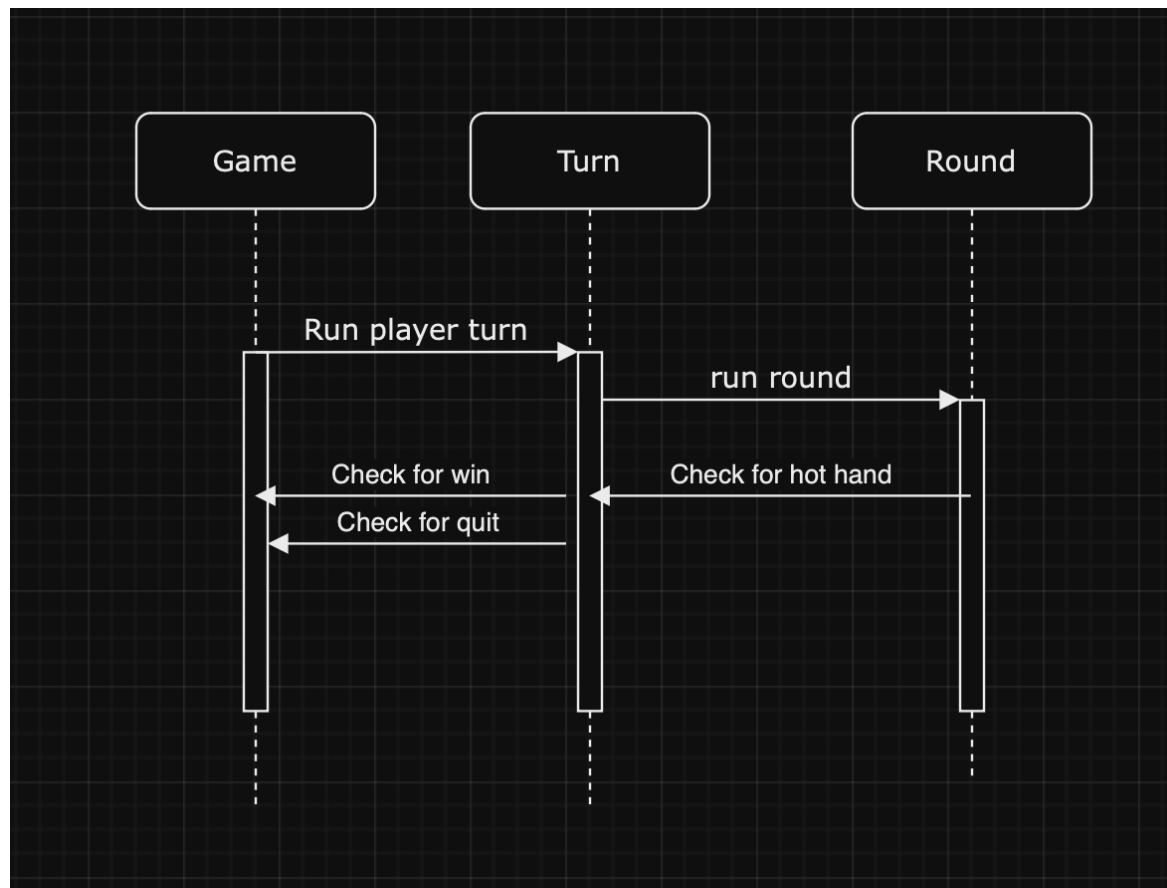 Game
Turn
Round
Run player turn
run round
Check for win
Check for hot hand
Check for quit